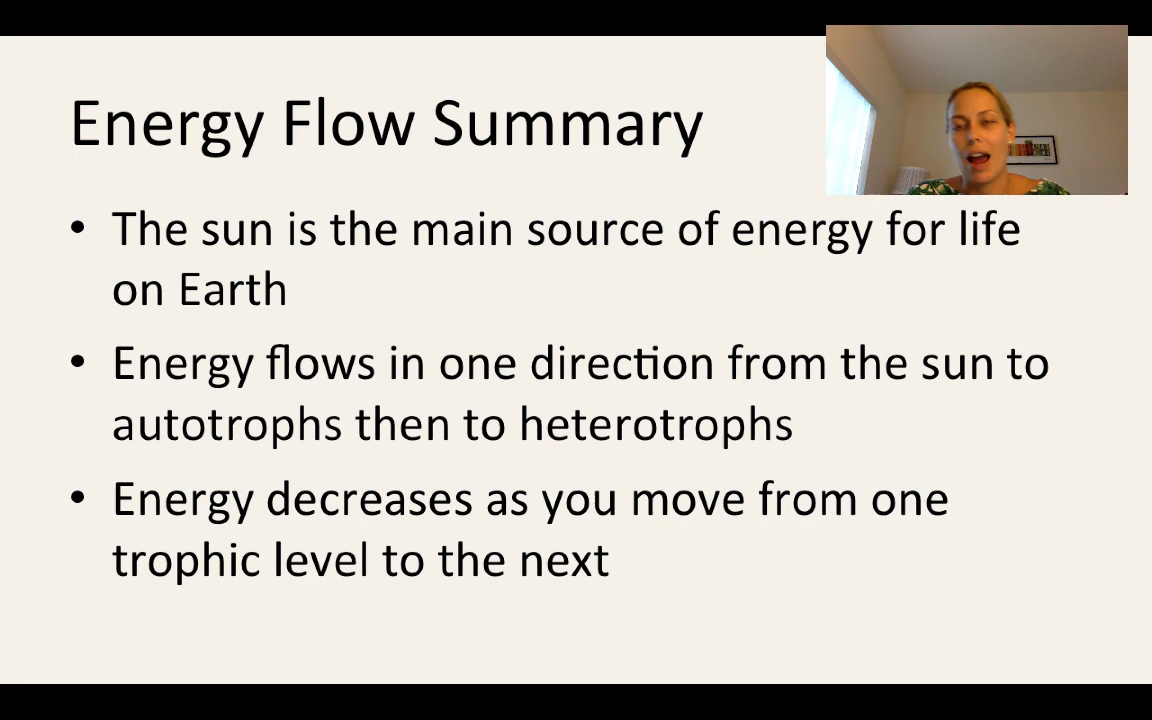 Energy Flow Summary
• The sun is the main source of energy for life
on Earth
• Energy flows in one direction from the sun to
autotrophs then to heterotrophs
• Energy decreases as you move from one
trophic level to the next